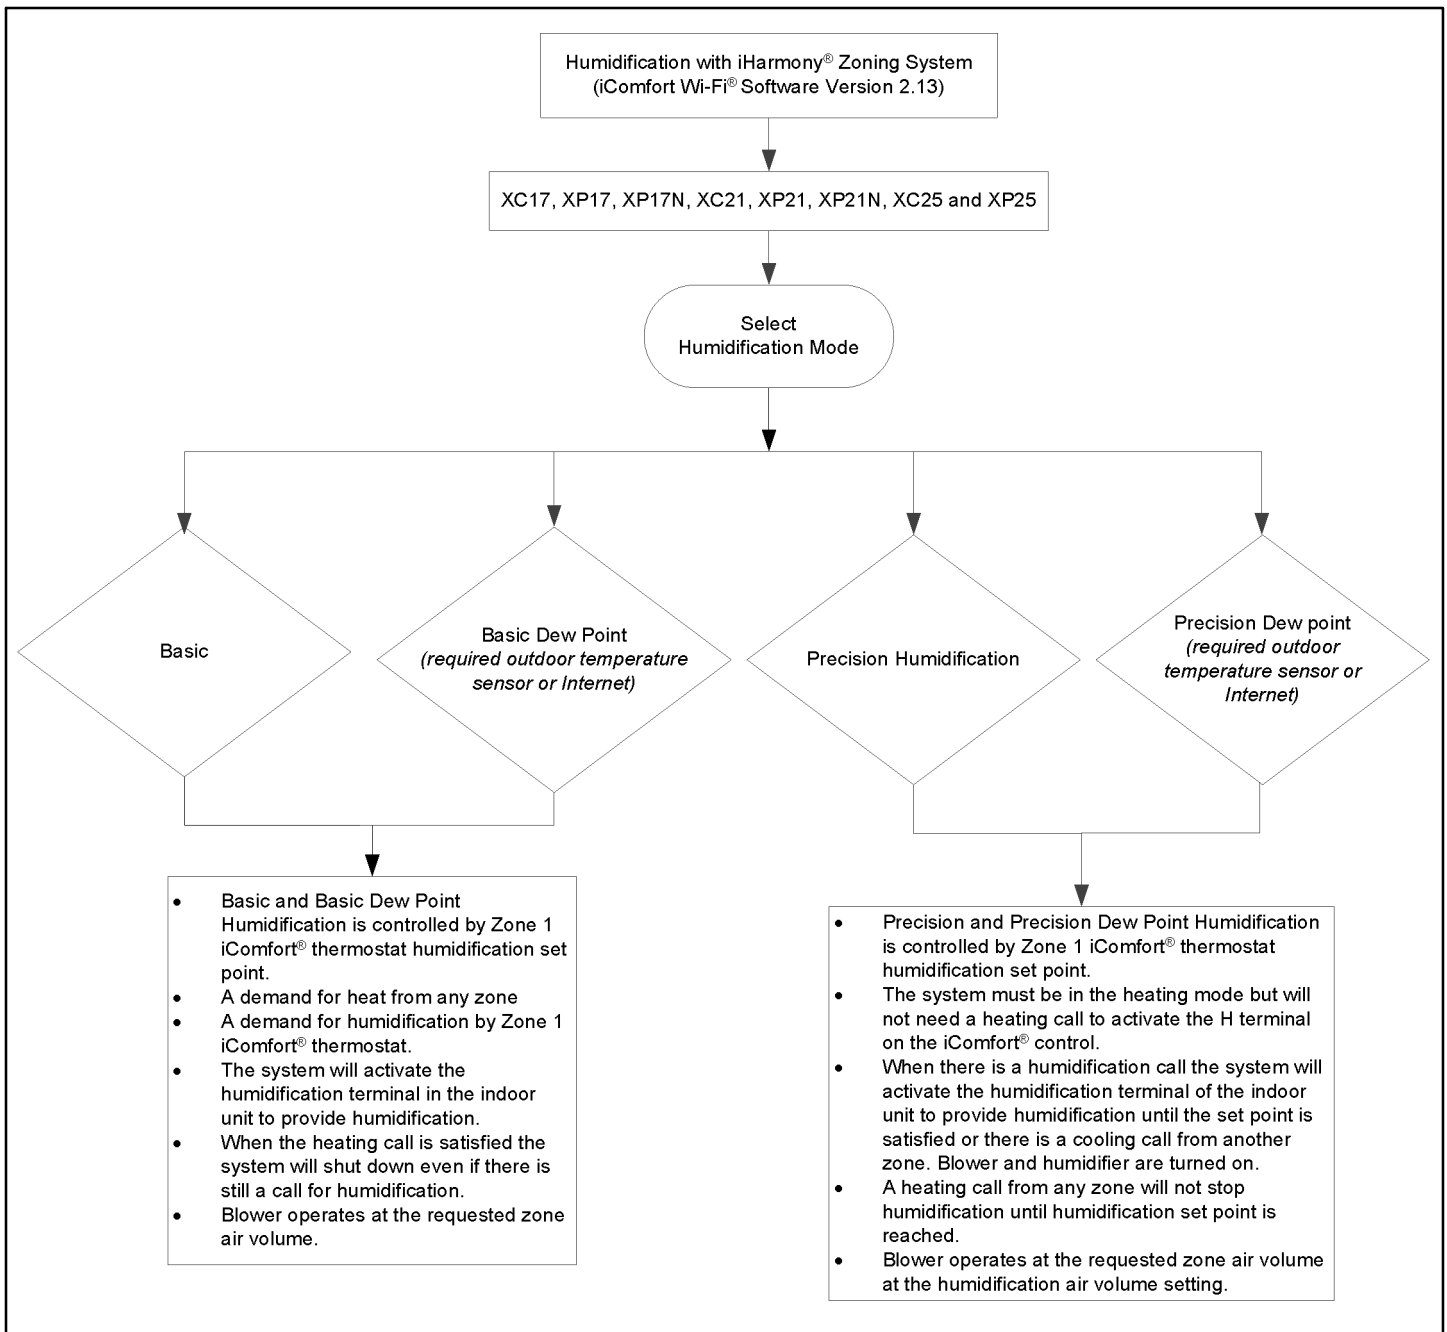 Humidification with iHarmony® Zoning System
(iComfort Wi-Fi® Software Version 2.13)
XC17, XP17, XP17N, XC21, XP21, XP21N, XC25 and XP25
Select
Humidification Mode
Basic
Basic Dew Point
(required outdoor temperature
sensor or Internet)
Precision Humidification
Precision Dew point
(required outdoor
temperature sensor or
Internet)
• Basic and Basic Dew Point
Humidification is controlled by Zone 1
iComfort® thermostat humidification set
point.
• A demand for heat from any zone
• A demand for humidification by Zone 1
iComfort® thermostat.
• The system will activate the
humidification terminal in the indoor
unit to provide humidification.
• When the heating call is satisfied the
system will shut down even if there is
still a call for humidification.
• Blower operates at the requested zone
air volume.
• Precision and Precision Dew Point Humidification
is controlled by Zone 1 iComfort® thermostat
humidification set point.
• The system must be in the heating mode but will
not need a heating call to activate the H terminal
on the iComfort® control.
• When there is a humidification call the system will
activate the humidification terminal of the indoor
unit to provide humidification until the set point is
satisfied or there is a cooling call from another
zone. Blower and humidifier are turned on.
• A heating call from any zone will not stop
humidification until humidification set point is
reached.
• Blower operates at the requested zone air volume
at the humidification air volume setting.